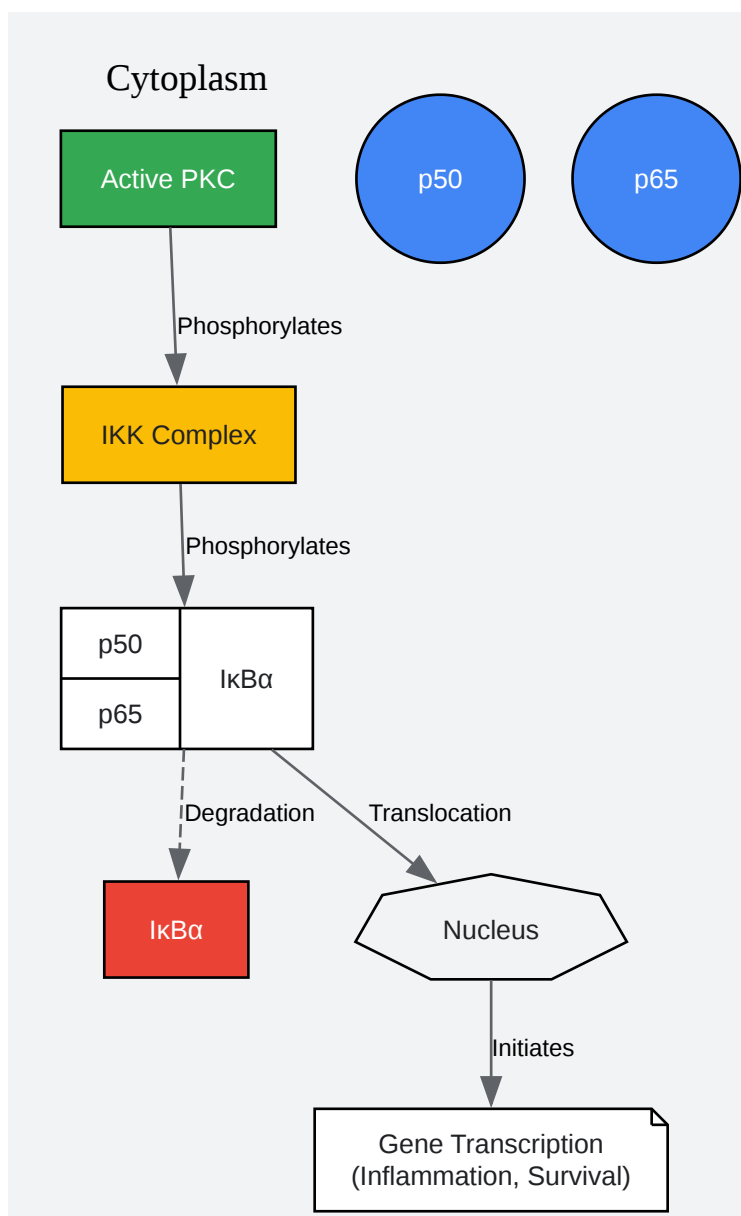 Cytoplasm
Active PKC
p50
p65
Phosphorylates
IKK Complex
Phosphorylates
p50
p65
IκBα
Degradation
Translocation
IκBα
Nucleus
Initiates
Gene Transcription
(Inflammation, Survival)